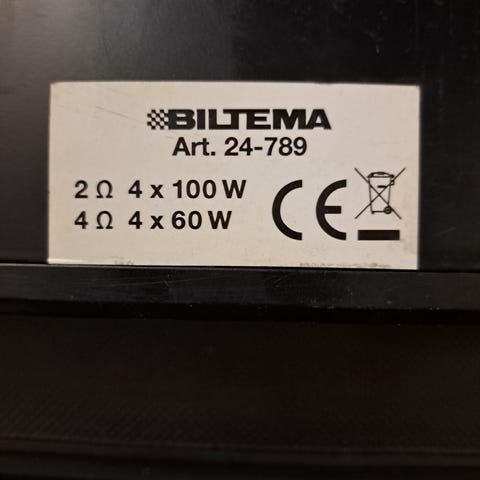 BILTEMA
Art. 24-789
2 Ω 4 x 100 W
4 Ω 4 x 60 W
CE